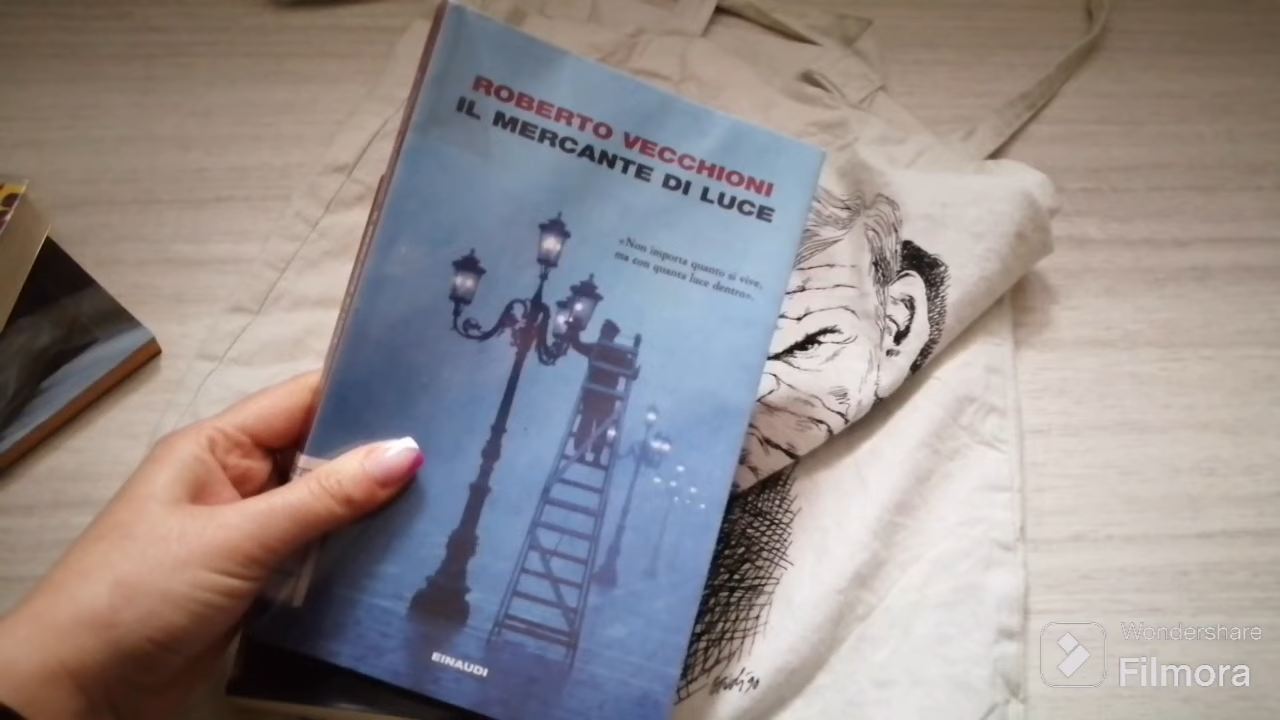 ROBERTO VECCHIONI
IL MERCANTE DI LUCE
«Non importa quanto si vive,
ma con quanta luce dentro».
EINAUDI
Wondershare
Filmora